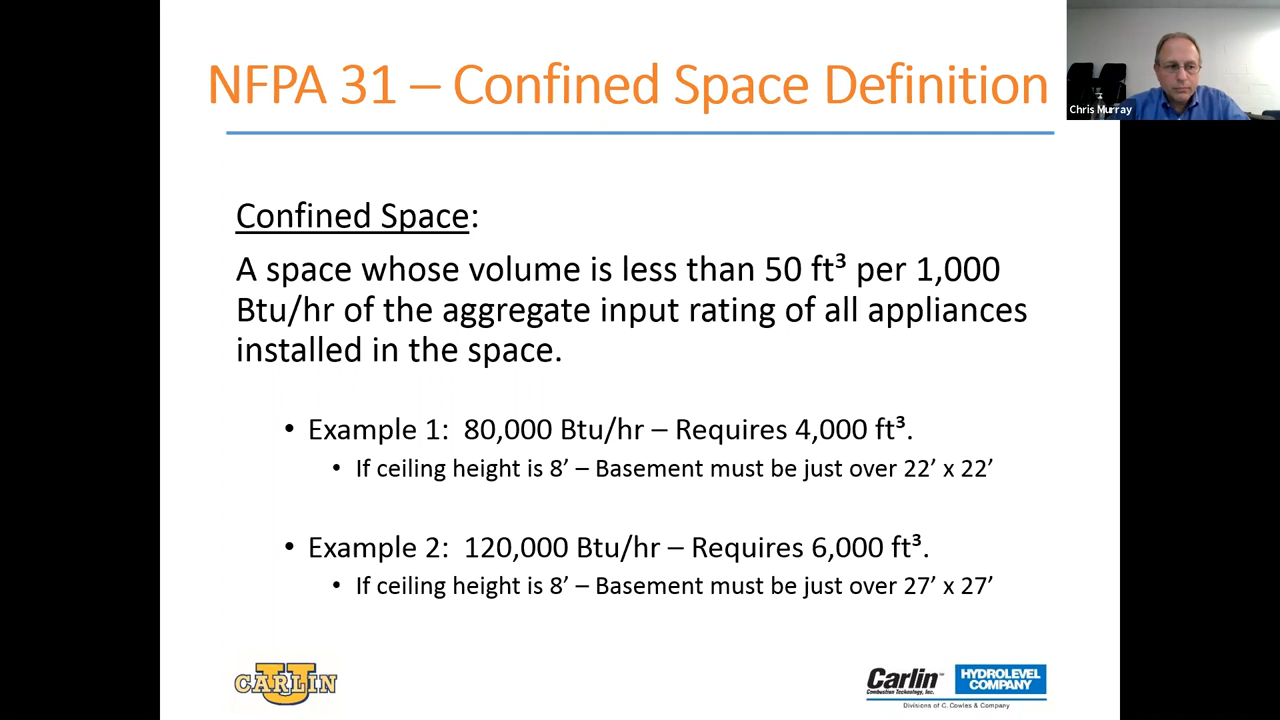 NFPA 31 – Confined Space Definition
Chris Murray
Confined Space:
A space whose volume is less than 50 ft³ per 1,000
Btu/hr of the aggregate input rating of all appliances
installed in the space.
• Example 1: 80,000 Btu/hr – Requires 4,000 ft³.
• If ceiling height is 8’ – Basement must be just over 22’ x 22’
• Example 2: 120,000 Btu/hr – Requires 6,000 ft³.
• If ceiling height is 8’ – Basement must be just over 27’ x 27’
U
CARLIN
Carlin™
Combustion Technology, Inc.
HYDROLEVEL
COMPANY
Divisions of C. Cowles & Company